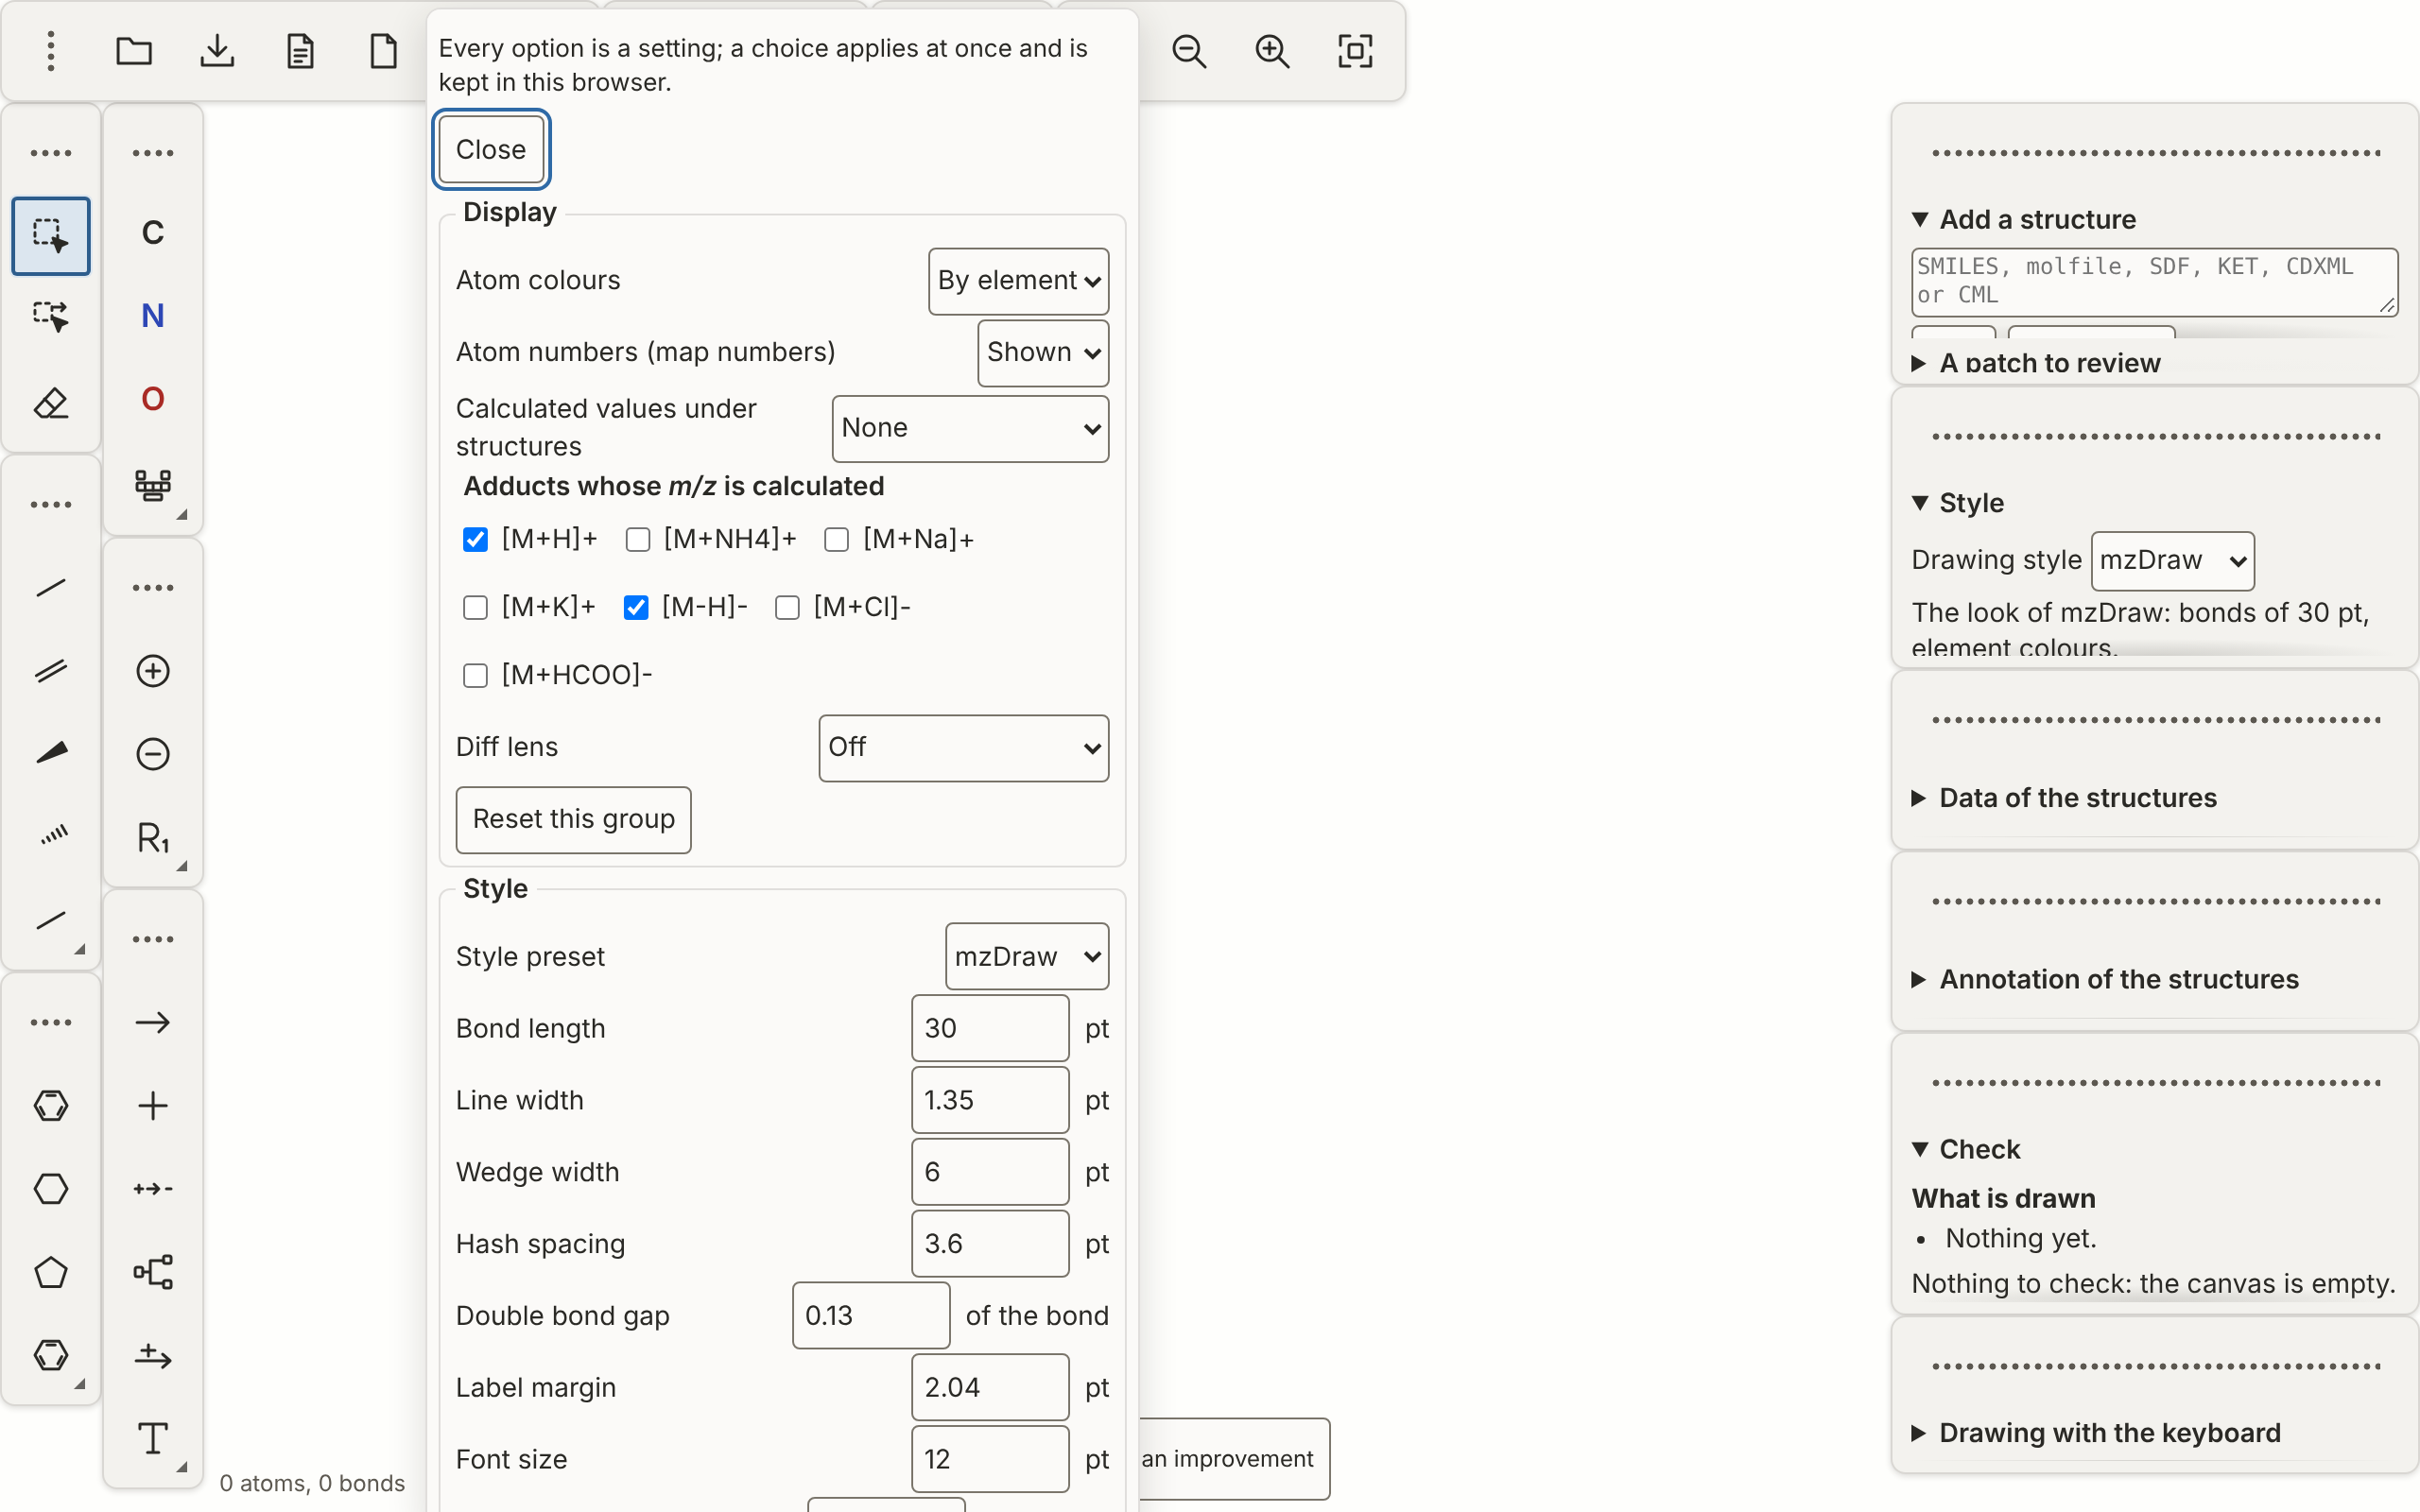 Every option is a setting; a choice applies at once and is
kept in this browser.
Close
Display
Atom colours By element
Atom numbers (map numbers) Shown
Calculated values under
structures None
Adducts whose m/z is calculated
[M+H]+ [M+NH4]+ [M+Na]+
[M+K]+ [M-H]- [M+Cl]-
[M+HCOO]-
Diff lens Off
Reset this group
Style
Style preset mzDraw
Bond length 30 pt
Line width 1.35 pt
Wedge width 6 pt
Hash spacing 3.6 pt
Double bond gap 0.13 of the bond
Label margin 2.04 pt
Font size 12 pt
C
N
O
R1
T
0 atoms, 0 bonds
an improvement
Add a structure
SMILES, molfile, SDF, KET, CDXML
or CML
A patch to review
Style
Drawing style mzDraw
The look of mzDraw: bonds of 30 pt,
element colours.
Data of the structures
Annotation of the structures
Check
What is drawn
• Nothing yet.
Nothing to check: the canvas is empty.
Drawing with the keyboard